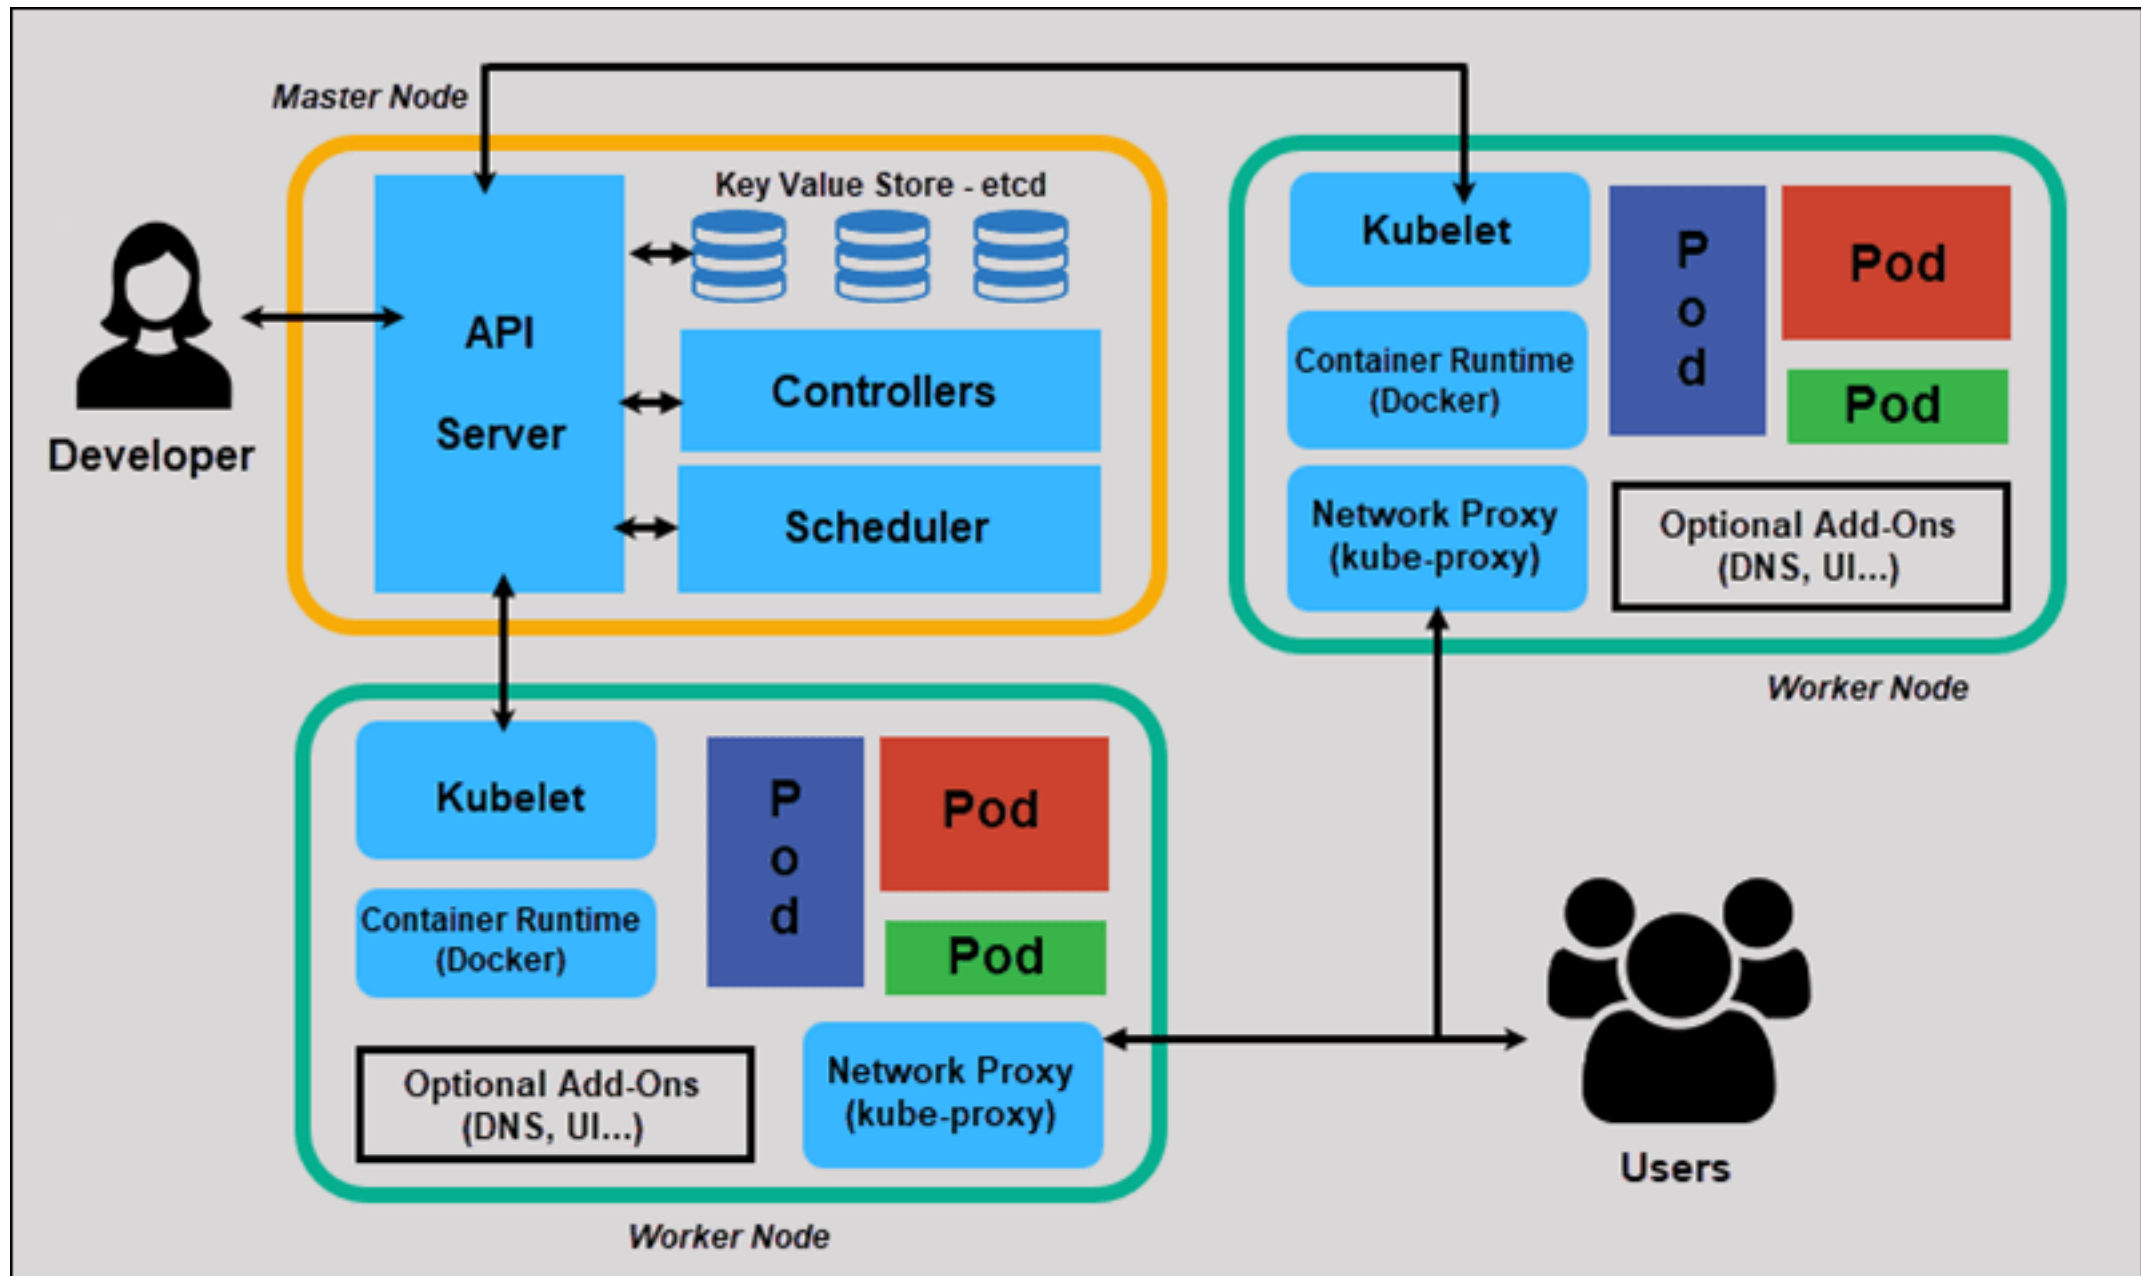 Master Node
Key Value Store - etcd
API
Server
Controllers
Scheduler
Developer
Kubelet
Container Runtime
(Docker)
Network Proxy
(kube-proxy)
P
o
d
Pod
Pod
Optional Add-Ons
(DNS, UI...)
Worker Node
Kubelet
Container Runtime
(Docker)
P
o
d
Pod
Pod
Optional Add-Ons
(DNS, UI...)
Network Proxy
(kube-proxy)
Worker Node
Users